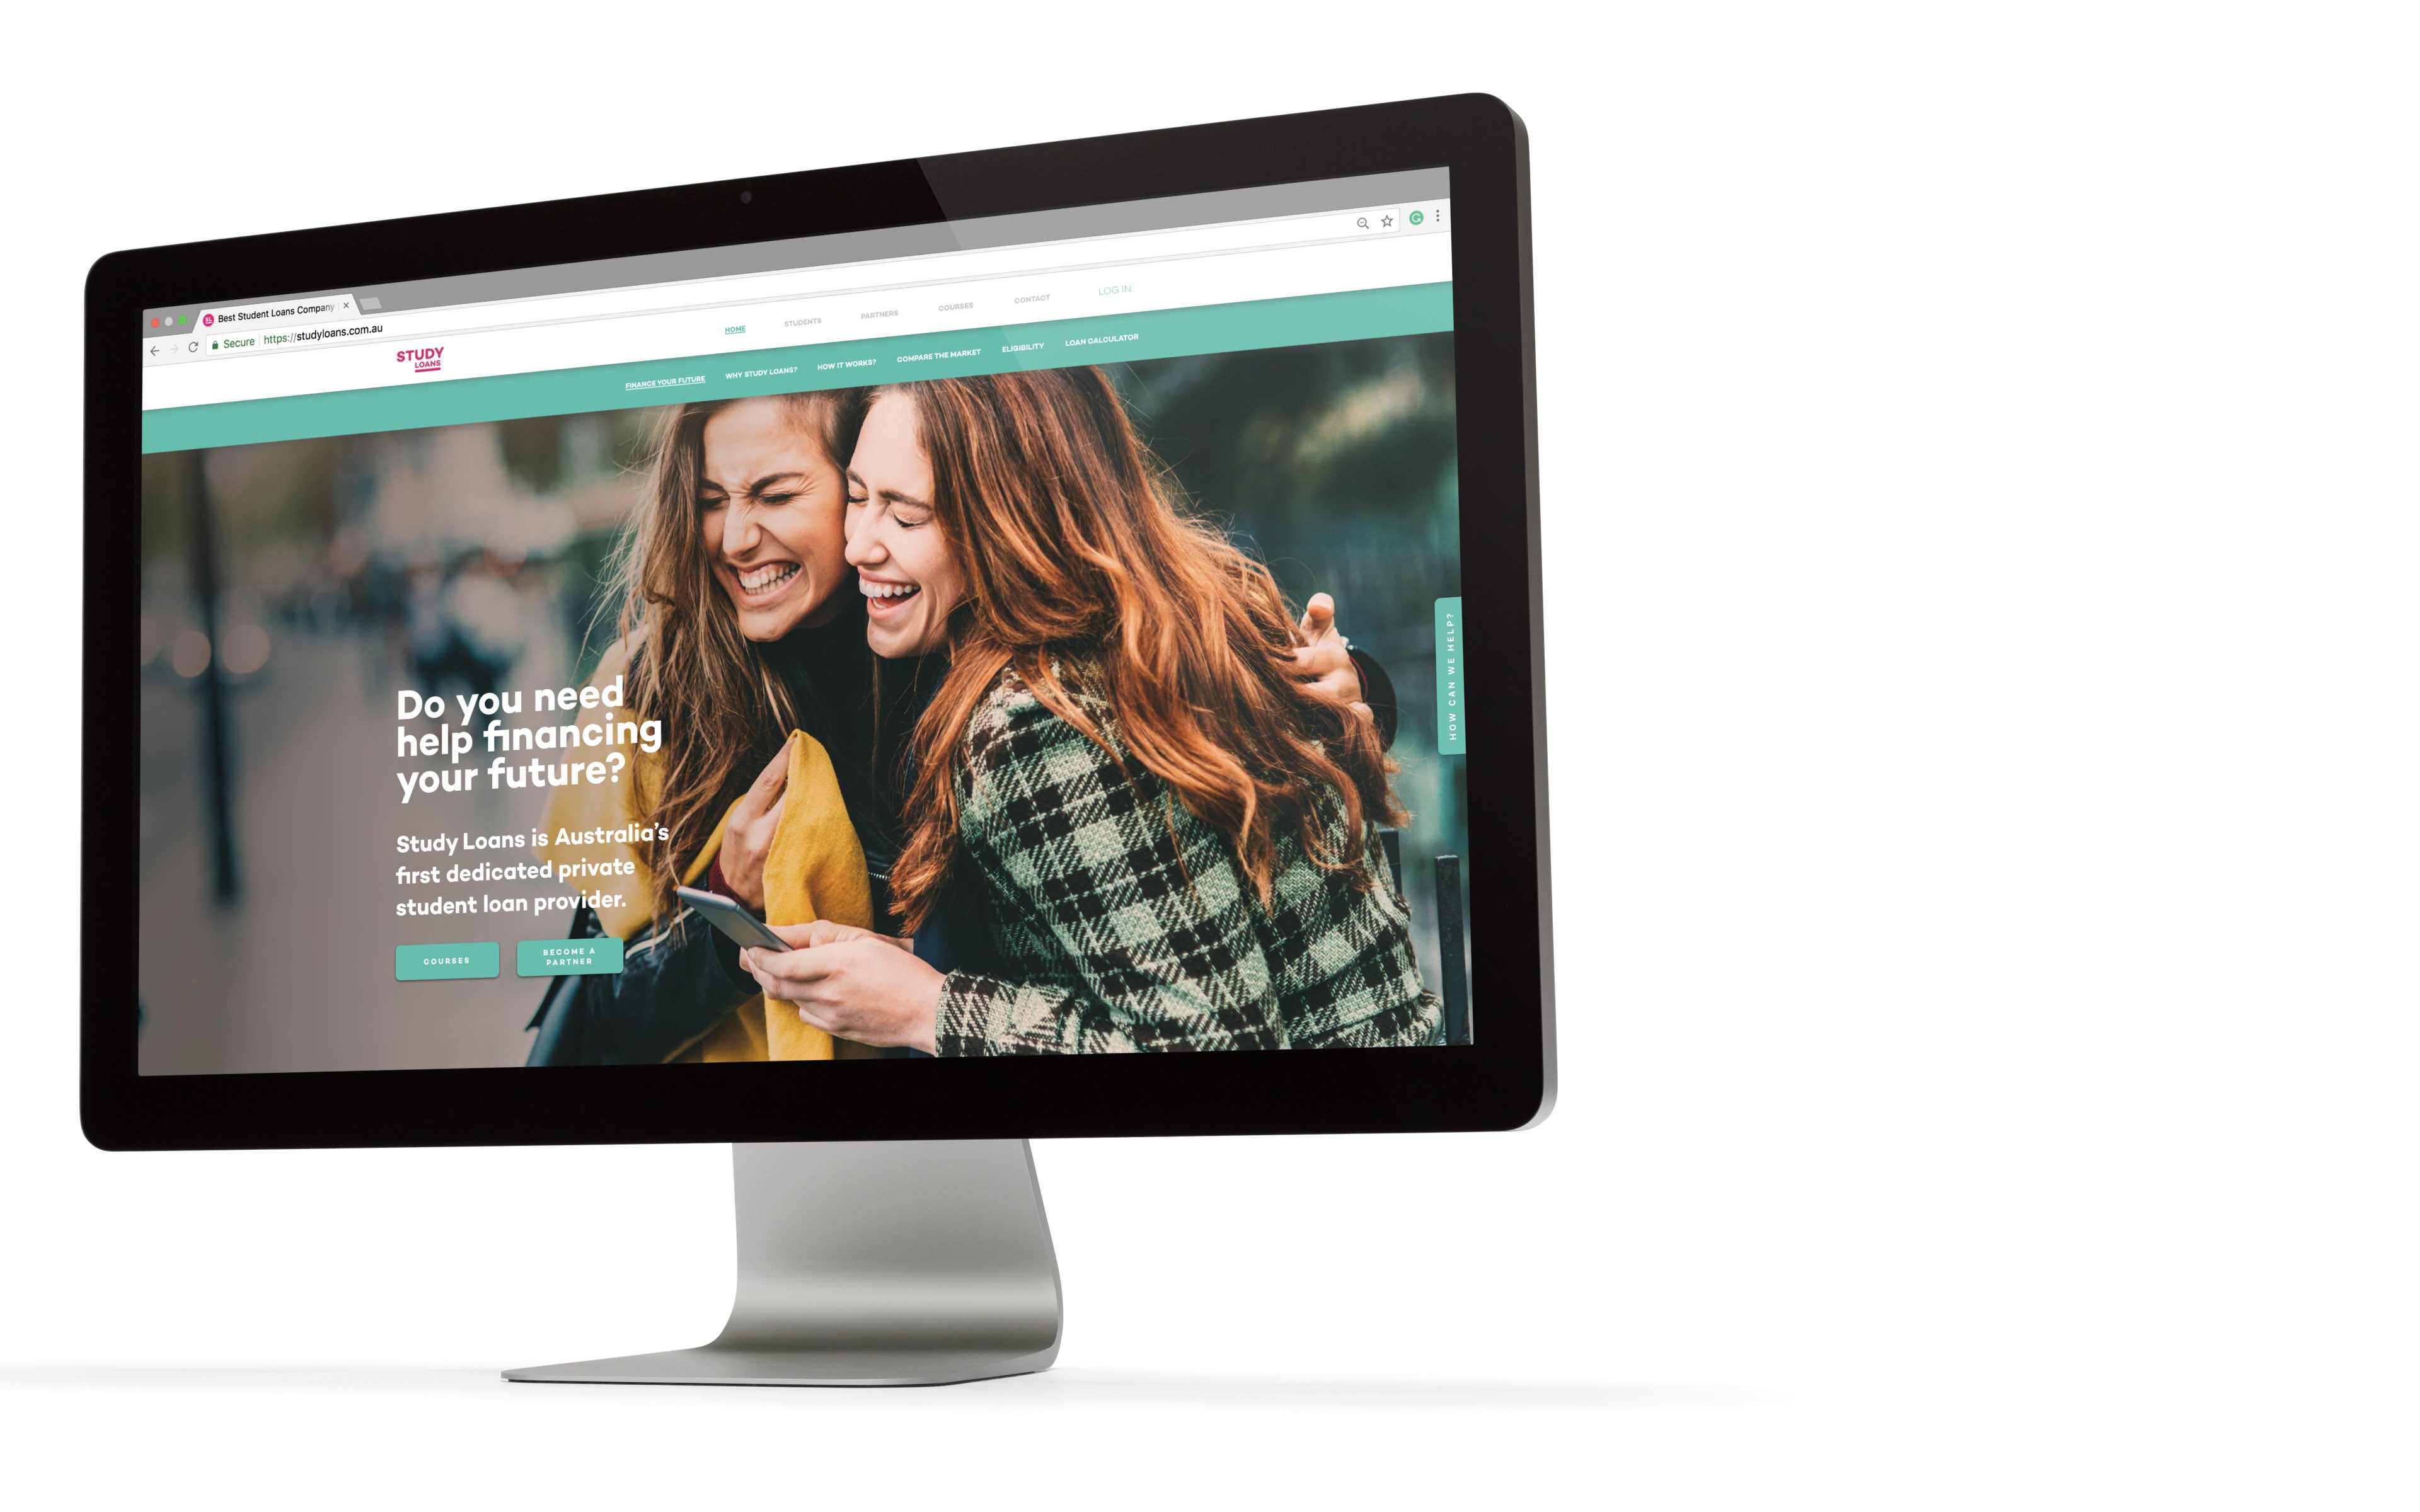 Best Student Loans Company
Secure https://studyloans.com.au
STUDY
LOANS
HOME STUDENTS PARTNERS COURSES CONTACT LOG IN
FINANCE YOUR FUTURE WHY STUDY LOANS? HOW IT WORKS? COMPARE THE MARKET ELIGIBILITY LOAN CALCULATOR
Do you need
help financing
your future?
Study Loans is Australia's
first dedicated private
student loan provider.
COURSES
BECOME A
PARTNER
HOW CAN WE HELP?